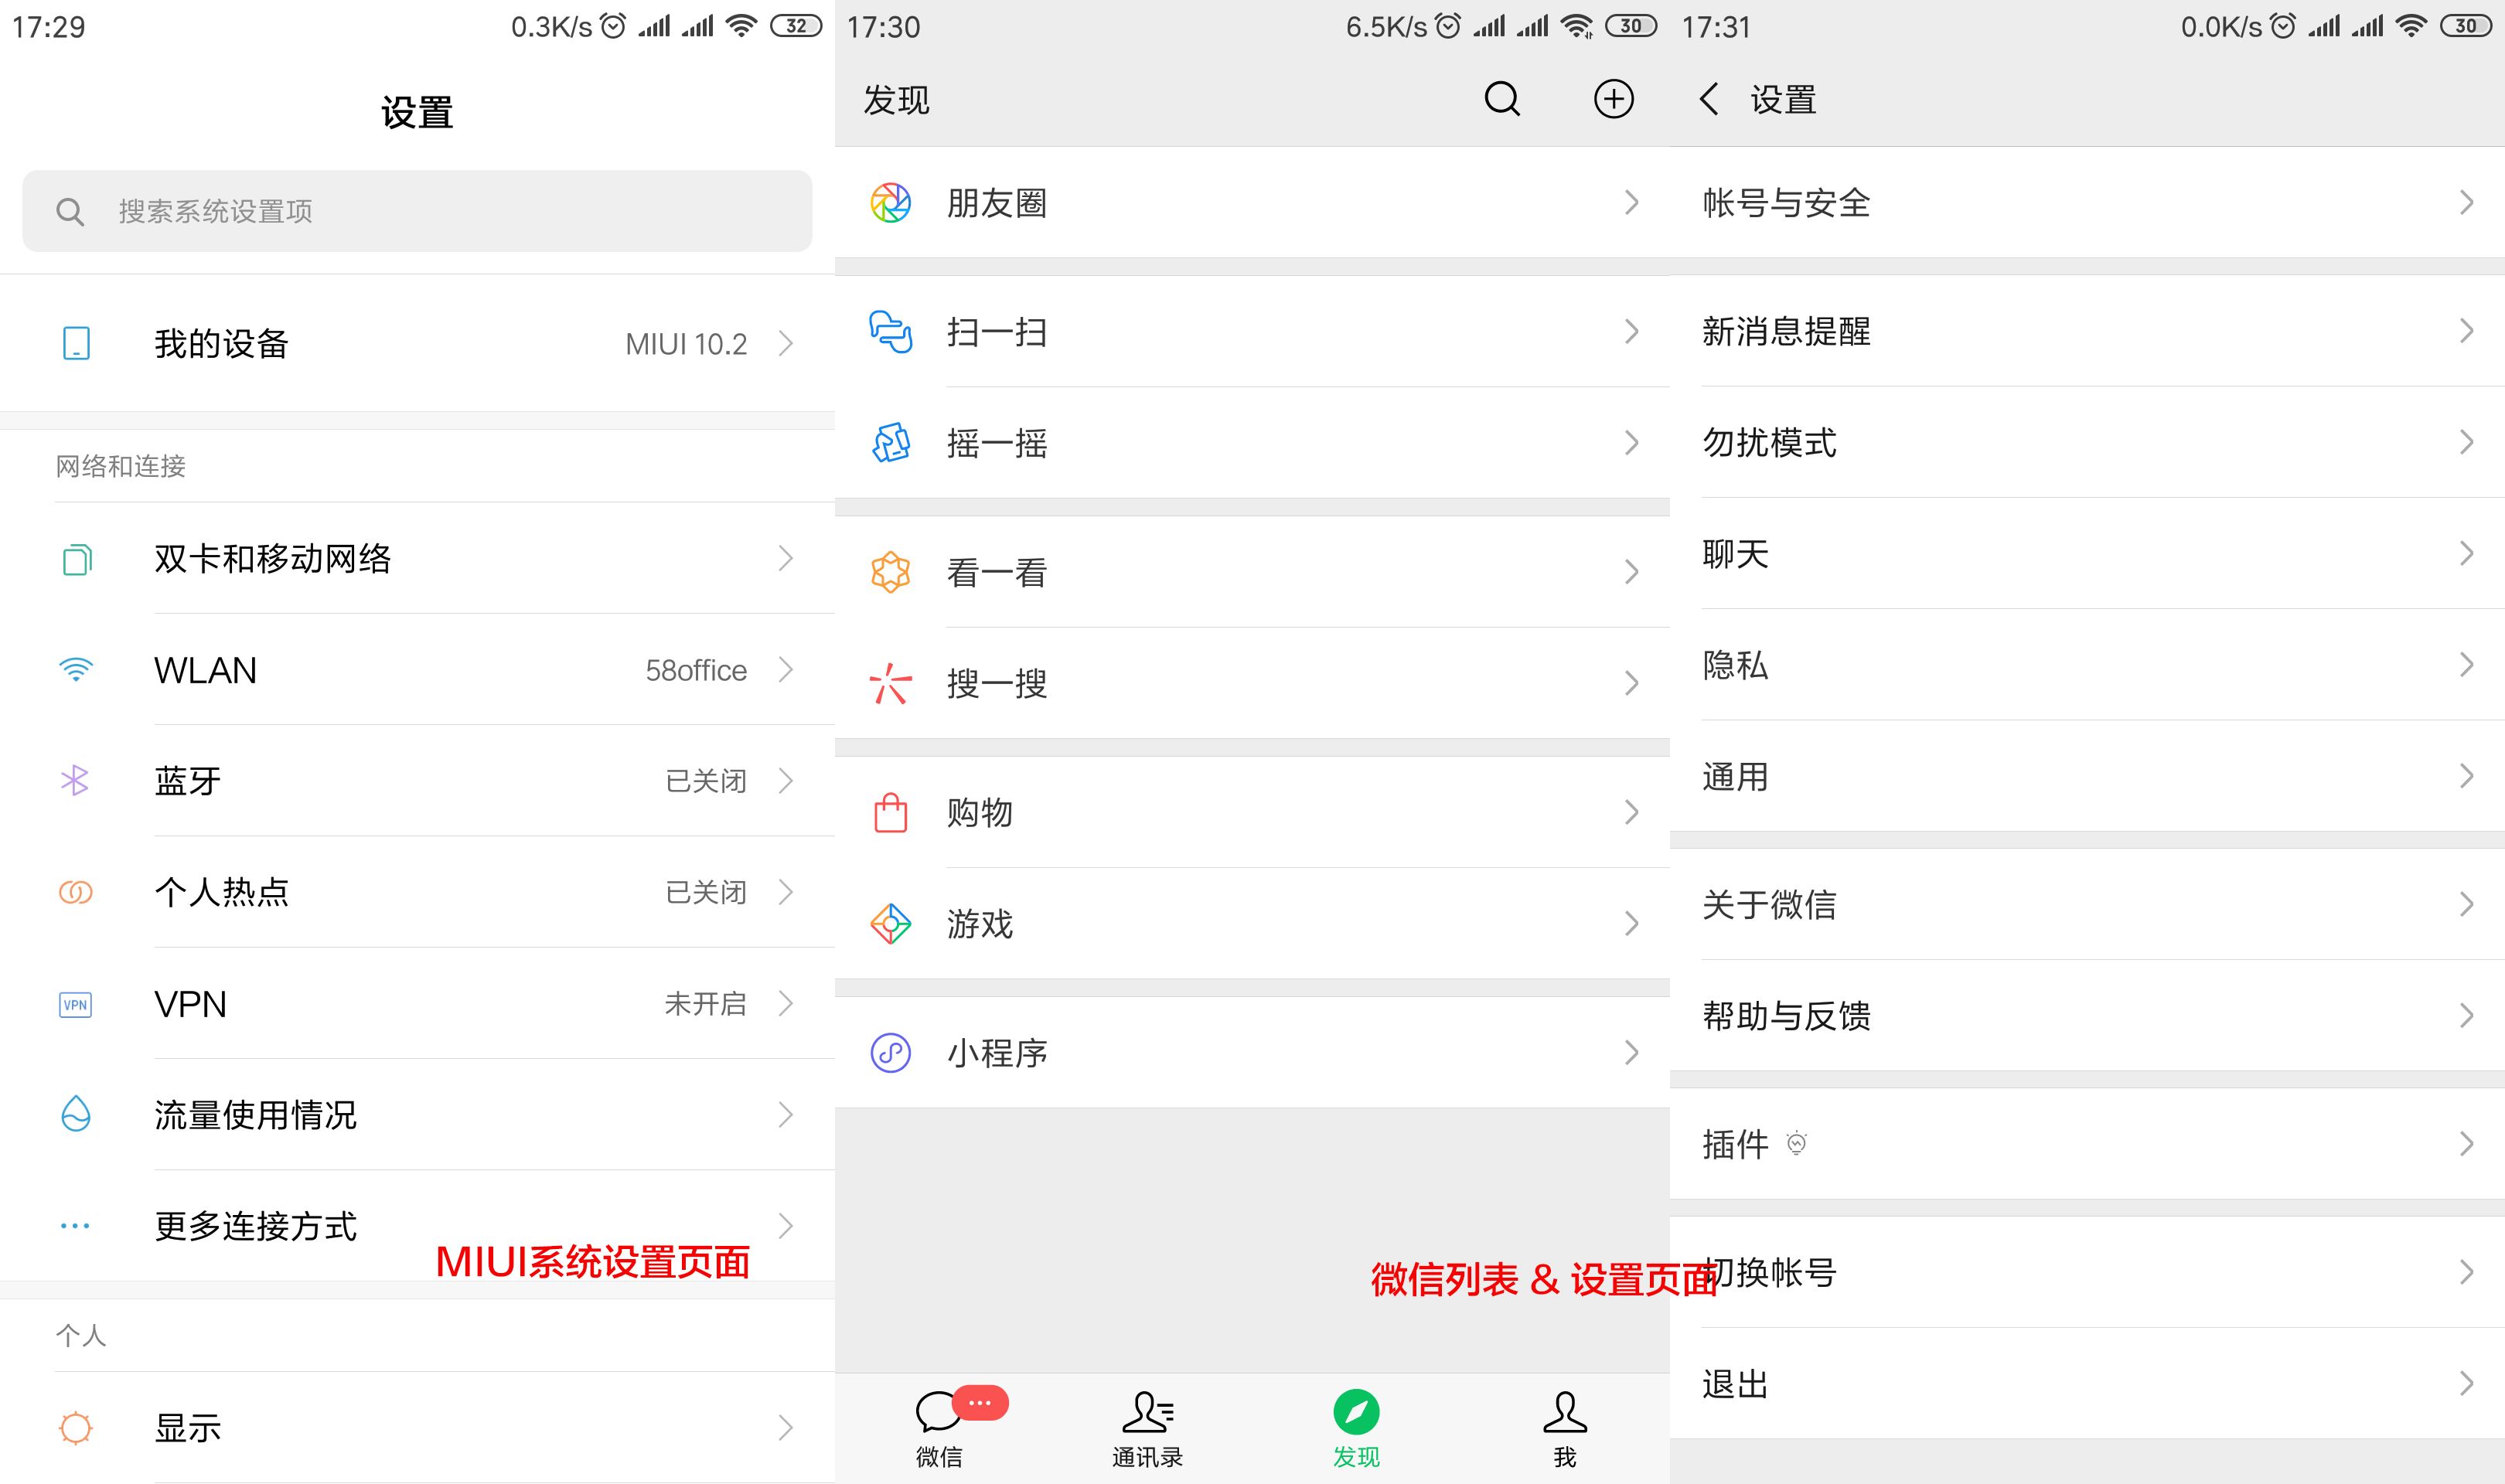 17:29
0.3K/s
32
设置
搜索系统设置项
我的设备
MIUI 10.2
网络和连接
双卡和移动网络
WLAN
58office
蓝牙
已关闭
个人热点
已关闭
VPN
VPN
未开启
流量使用情况
更多连接方式
MIUI系统设置页面
个人
显示
17:30
6.5K/s
30
发现
朋友圈
扫一扫
摇一摇
看一看
搜一搜
购物
游戏
小程序
微信列表 & 设置页面
微信
通讯录
发现
我
17:31
0.0K/s
30
设置
帐号与安全
新消息提醒
勿扰模式
聊天
隐私
通用
关于微信
帮助与反馈
插件
切换帐号
退出